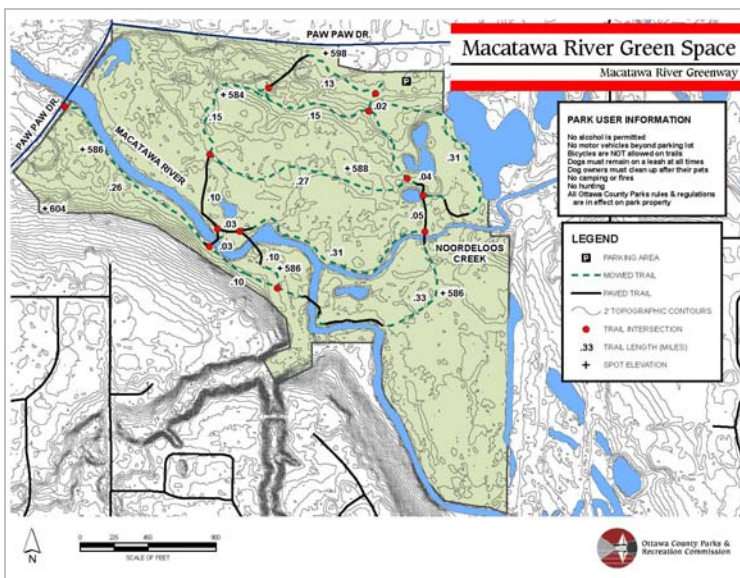 PAW PAW DR.
+ 598
Macatawa River Green Space
Macatawa River Greenway
PAW PAW DR.
MACATAWA RIVER
P
.13
+ 584
.02
.15
.15
+ 586
.31
+ 588
.04
.26
.27
.10
.05
+ 604
.03
.03
NOORDELOOS
CREEK
.31
.10
+ 586
.10
.33
+ 586
PARK USER INFORMATION
No alcohol is permitted
No motor vehicles beyond parking lot
Bicycles are NOT allowed on trails
Dogs must remain on a leash at all times
Dog owners must clean up after their pets
No camping or fires
No hunting
All Ottawa County Parks rules & regulations
are in effect on park property
LEGEND
P PARKING AREA
MOWED TRAIL
PAVED TRAIL
2' TOPOGRAPHIC CONTOURS
TRAIL INTERSECTION
.33 TRAIL LENGTH (MILES)
+ SPOT ELEVATION
N
0 225 450 900
SCALE OF FEET
Ottawa County Parks &
Recreation Commission